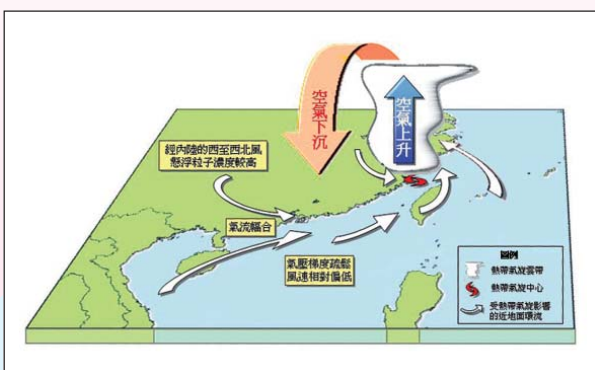 空氣下沉
空氣上升
經內陸的西至西北風
懸浮粒子濃度較高
氣流輻合
氣壓梯度疏鬆
風速相對偏低
圖例
熱帶氣旋雲帶
熱帶氣旋中心
受熱帶氣旋影響
的近地面環流